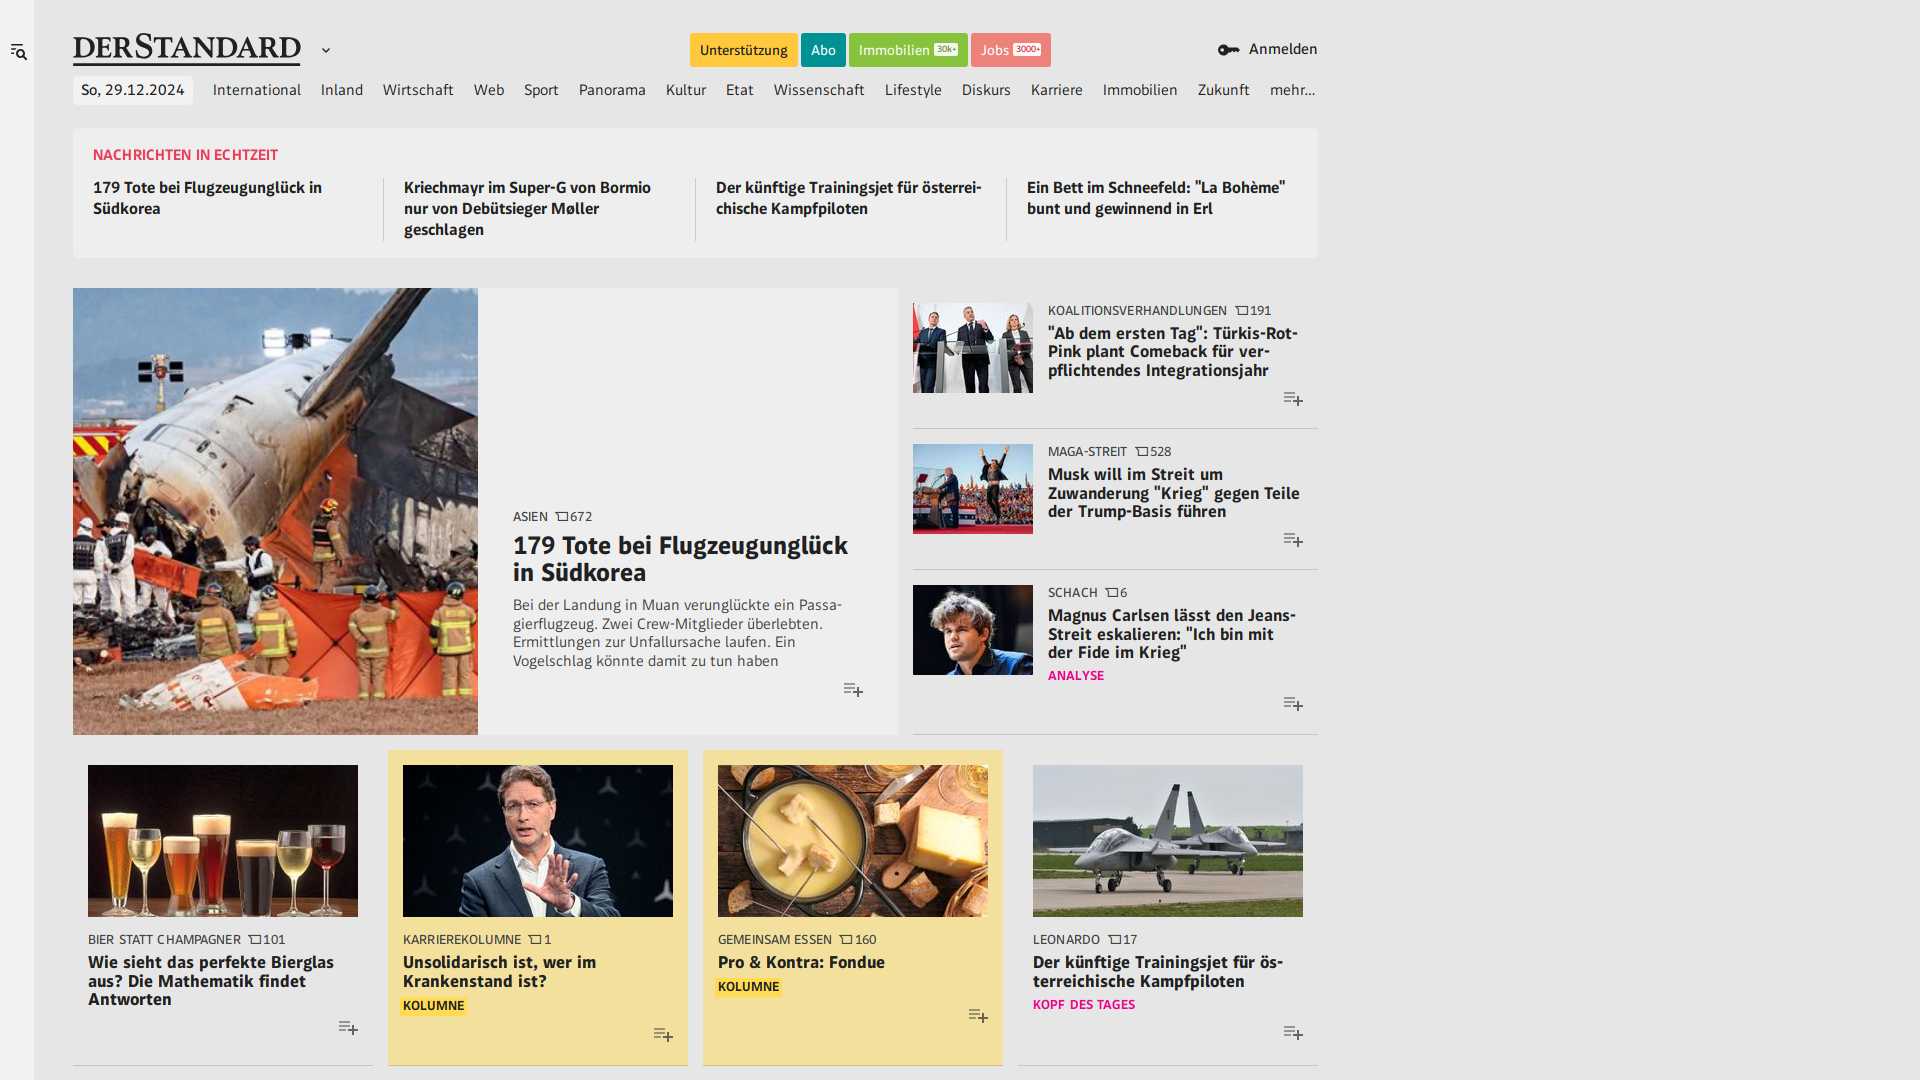 DERSTANDARD
Unterstützung
Abo
Immobilien 30k+
Jobs 3000+
Anmelden
So, 29.12.2024
International
Inland
Wirtschaft
Web
Sport
Panorama
Kultur
Etat
Wissenschaft
Lifestyle
Diskurs
Karriere
Immobilien
Zukunft
mehr...
NACHRICHTEN IN ECHTZEIT
179 Tote bei Flugzeugunglück in
Südkorea
Kriechmayr im Super-G von Bormio
nur von Debütsieger Møller
geschlagen
Der künftige Trainingsjet für österrei-
chische Kampfpiloten
Ein Bett im Schneefeld: "La Bohème"
bunt und gewinnend in Erl
ASIEN 672
179 Tote bei Flugzeugunglück
in Südkorea
Bei der Landung in Muan verunglückte ein Passa-
gierflugzeug. Zwei Crew-Mitglieder überlebten.
Ermittlungen zur Unfallursache laufen. Ein
Vogelschlag könnte damit zu tun haben
KOALITIONSVERHANDLUNGEN 191
"Ab dem ersten Tag": Türkis-Rot-
Pink plant Comeback für ver-
pflichtendes Integrationsjahr
MAGA-STREIT 528
Musk will im Streit um
Zuwanderung "Krieg" gegen Teile
der Trump-Basis führen
SCHACH 6
Magnus Carlsen lässt den Jeans-
Streit eskalieren: "Ich bin mit
der Fide im Krieg"
ANALYSE
BIER STATT CHAMPAGNER 101
Wie sieht das perfekte Bierglas
aus? Die Mathematik findet
Antworten
KARRIEREKOLUMNE 1
Unsolidarisch ist, wer im
Krankenstand ist?
KOLUMNE
GEMEINSAM ESSEN 160
Pro & Kontra: Fondue
KOLUMNE
LEONARDO 17
Der künftige Trainingsjet für ös-
terreichische Kampfpiloten
KOPF DES TAGES